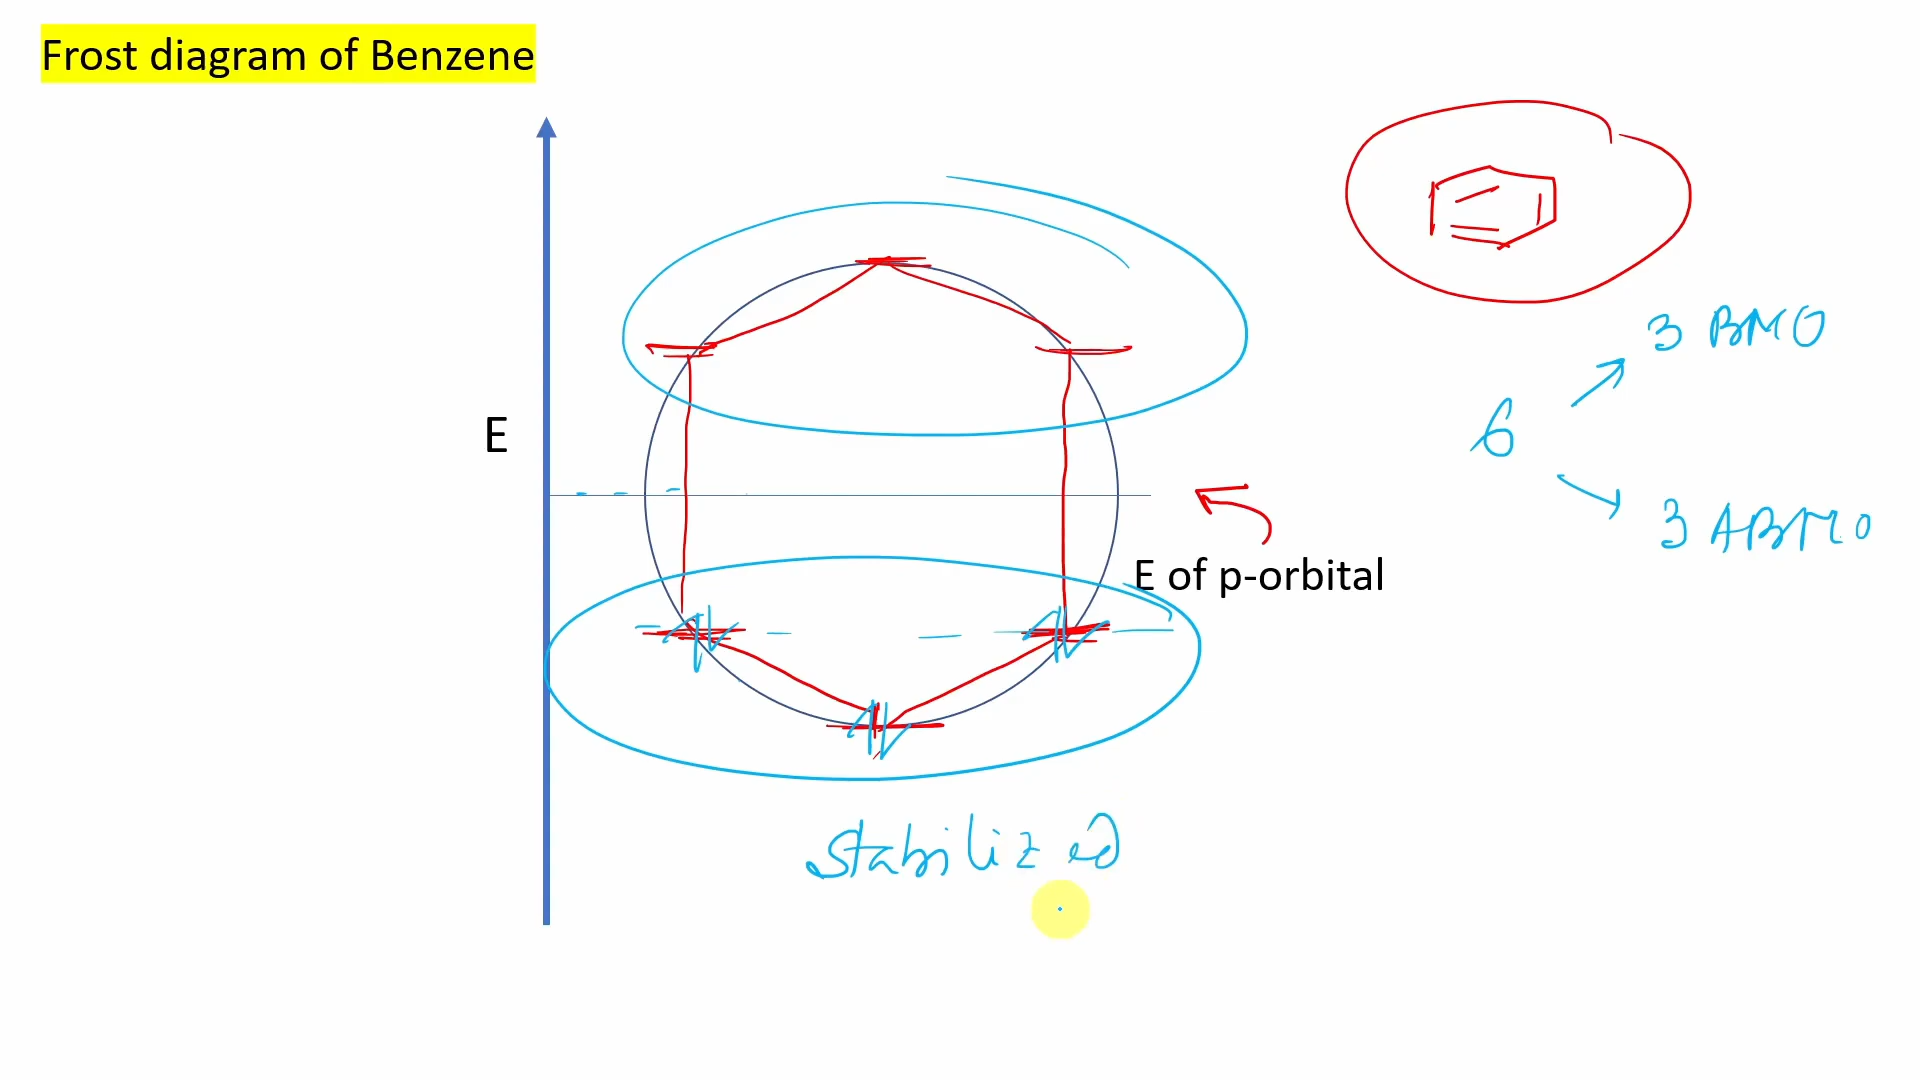 Frost diagram of Benzene
E
E of p-orbital
6
3 BMO
3 ABMO
Stabilized